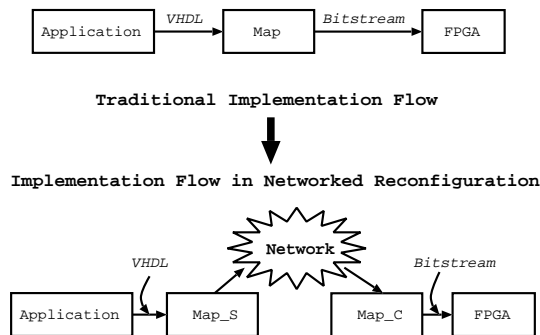 VHDL Bitstream
Application Map FPGA
Traditional Implementation Flow
Implementation Flow in Networked Reconfiguration
Network
VHDL Bitstream
Application Map_S Map_C FPGA